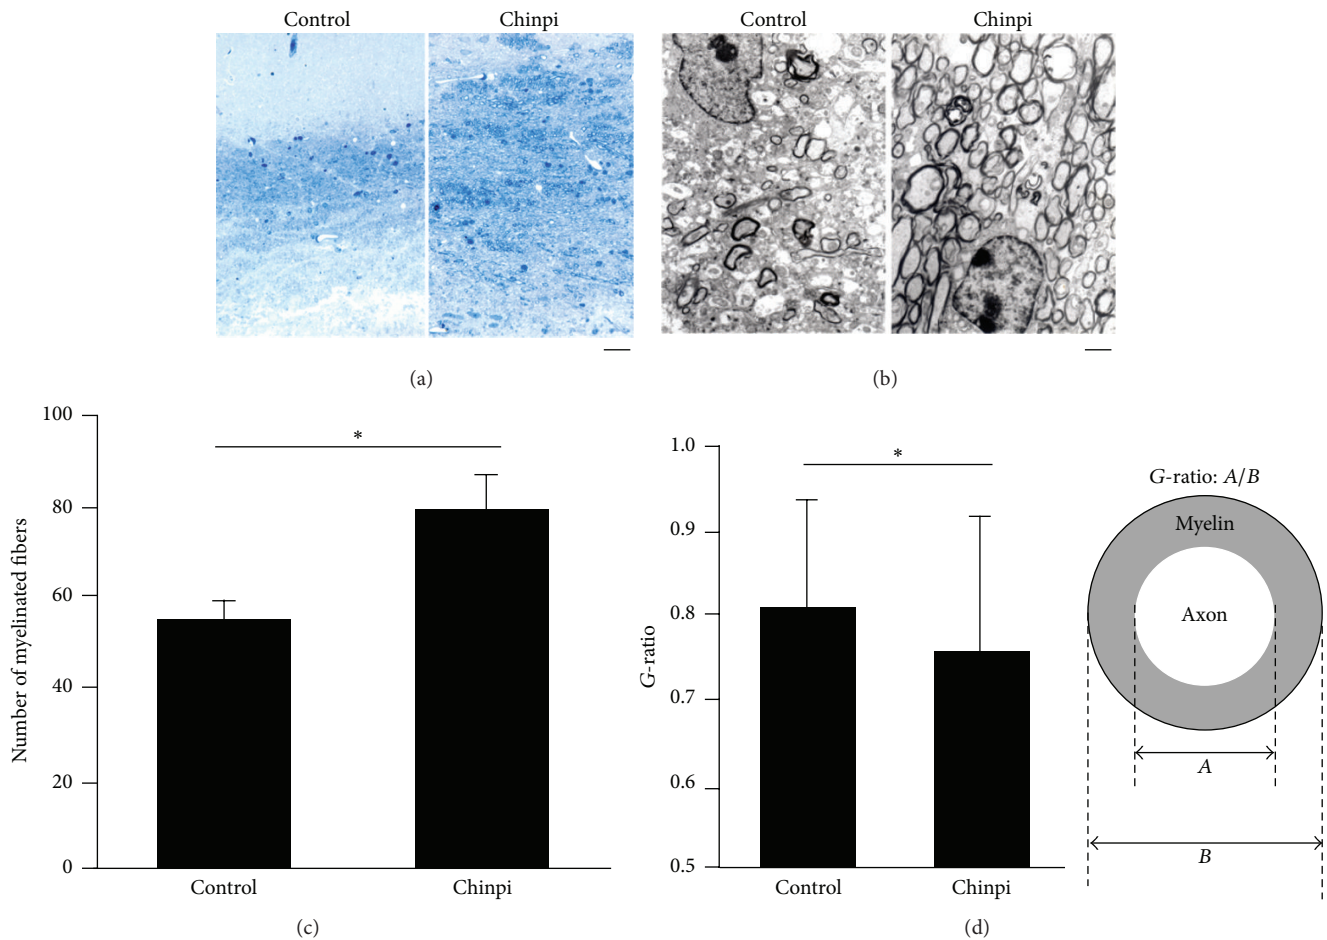 Control
Chinpi
Control
Chinpi
(a)
(b)
100
80
60
40
20
0
Number of myelinated fibers
*
Control
Chinpi
(c)
1.0
0.9
0.8
0.7
0.6
0.5
G-ratio
*
Control
Chinpi
(d)
G-ratio: A/B
Myelin
Axon
A
B